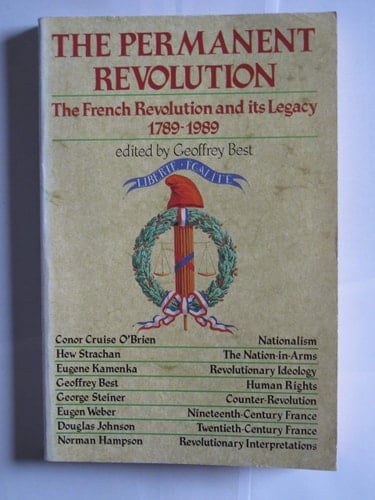 THE PERMANENT
REVOLUTION
The French Revolution and its Legacy
1789-1989
edited by Geoffrey Best
LIBERTE · EGALITE
Conor Cruise O'Brien Nationalism
Hew Strachan The Nation-in-Arms
Eugene Kamenka Revolutionary Ideology
Geoffrey Best Human Rights
George Steiner Counter-Revolution
Eugen Weber Nineteenth-Century France
Douglas Johnson Twentieth-Century France
Norman Hampson Revolutionary Interpretations